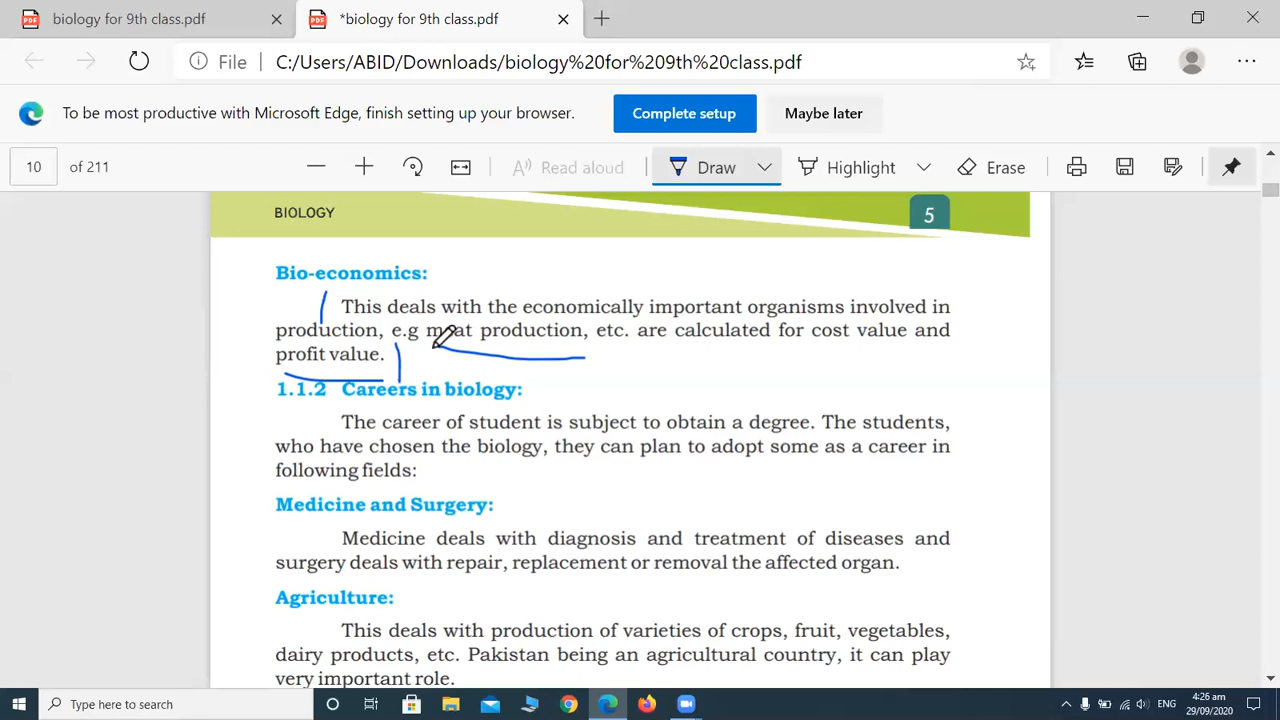 biology for 9th class.pdf
*biology for 9th class.pdf
File
C:/Users/ABID/Downloads/biology%20for%209th%20class.pdf
To be most productive with Microsoft Edge, finish setting up your browser.
Complete setup
Maybe later
10 of 211
Read aloud
Draw
Highlight
Erase
BIOLOGY
5
Bio-economics:
This deals with the economically important organisms involved in
production, e.g meat production, etc. are calculated for cost value and
profit value.
1.1.2 Careers in biology:
The career of student is subject to obtain a degree. The students,
who have chosen the biology, they can plan to adopt some as a career in
following fields:
Medicine and Surgery:
Medicine deals with diagnosis and treatment of diseases and
surgery deals with repair, replacement or removal the affected organ.
Agriculture:
This deals with production of varieties of crops, fruit, vegetables,
dairy products, etc. Pakistan being an agricultural country, it can play
very important role.
Type here to search
ENG
4:26 am
29/09/2020